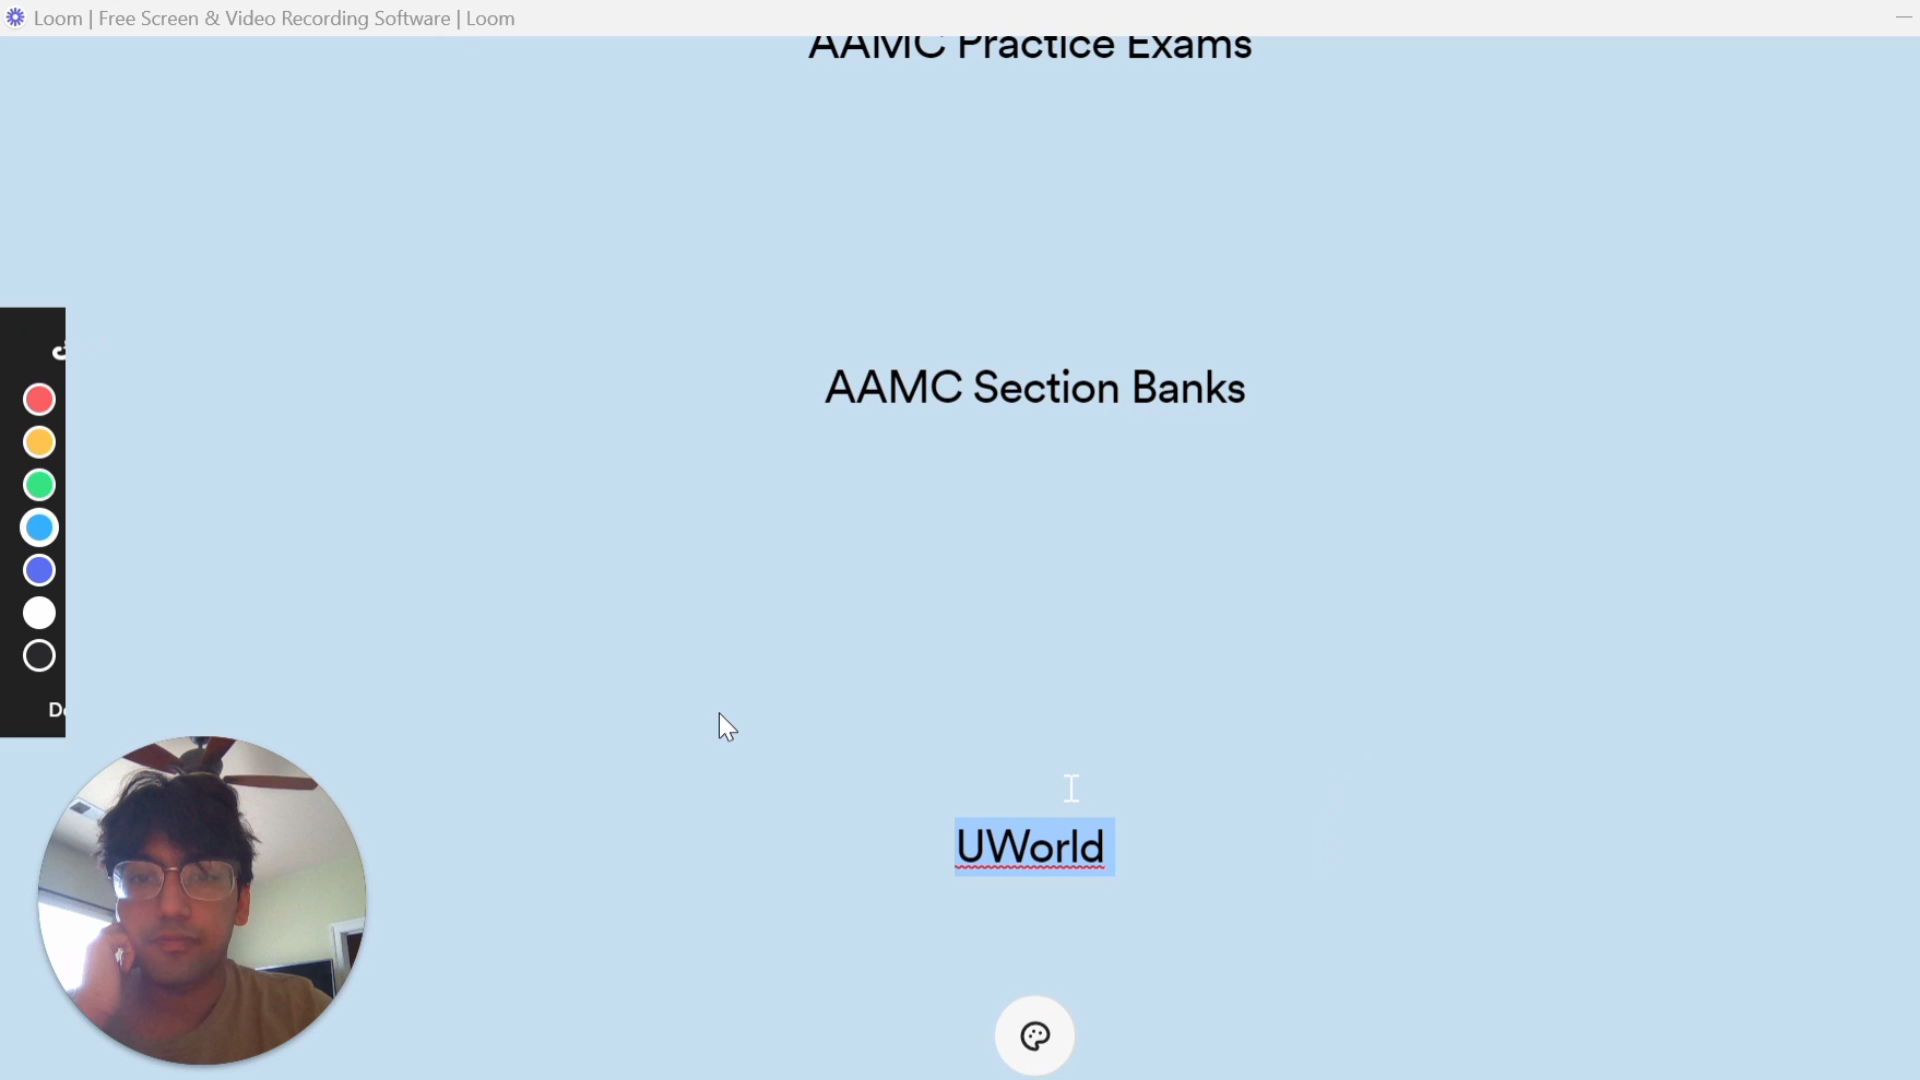 Loom | Free Screen & Video Recording Software | Loom
AAMC Practice Exams
AAMC Section Banks
UWorld